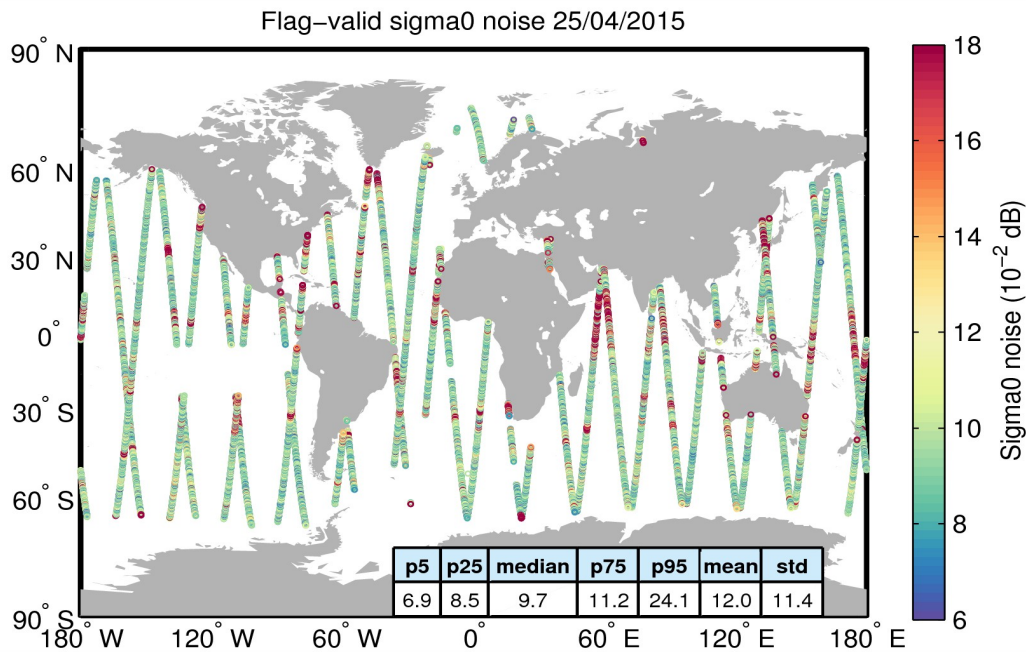 Flag−valid sigma0 noise 25/04/2015
90° N
60° N
30° N
0°
30° S
60° S
90° S
180° W 120° W 60° W 0° 60° E 120° E 180° E
p5 p25 median p75 p95 mean std
6.9 8.5 9.7 11.2 24.1 12.0 11.4
18
16
14
12
10
8
6
Sigma0 noise (10⁻² dB)